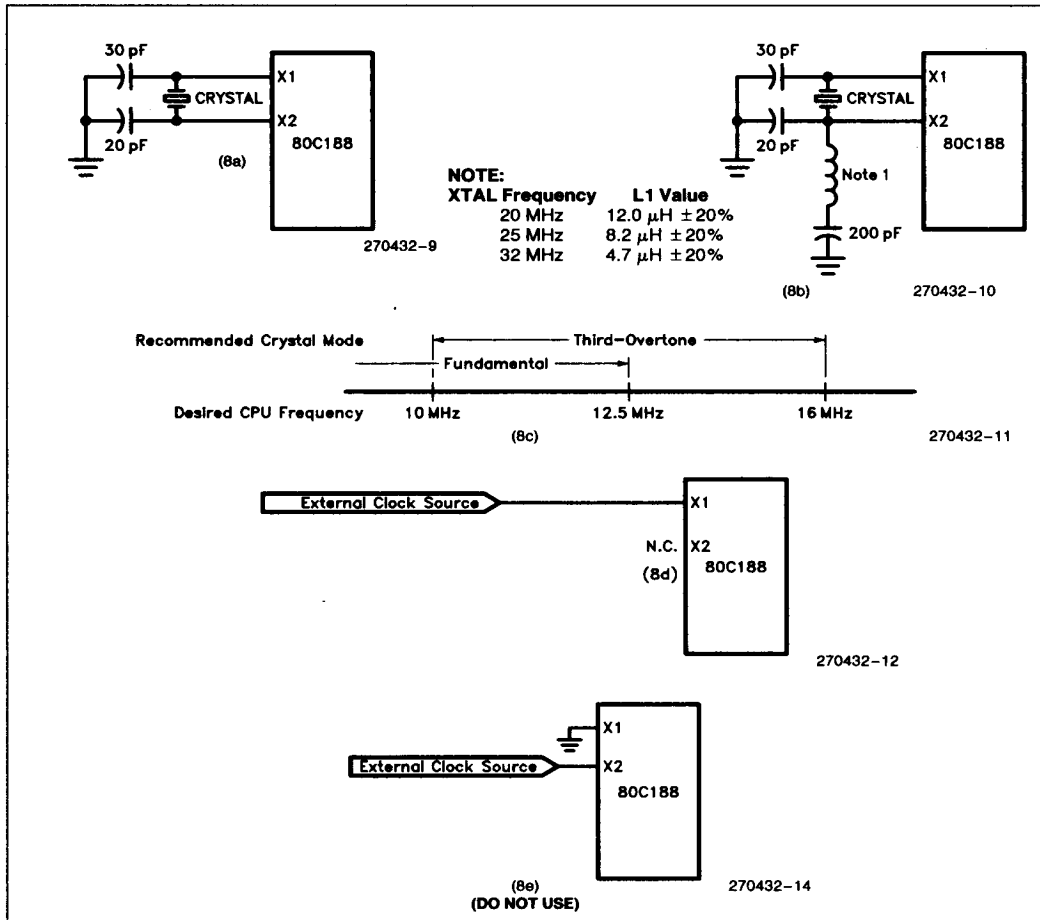 30 pF
X1
CRYSTAL
X2
20 pF
80C188
(8a)
270432-9
NOTE:
XTAL Frequency L1 Value
20 MHz 12.0 μH ±20%
25 MHz 8.2 μH ±20%
32 MHz 4.7 μH ±20%
30 pF
X1
CRYSTAL
X2
20 pF
80C188
Note 1
200 pF
(8b)
270432-10
Recommended Crystal Mode
Third-Overtone
Fundamental
Desired CPU Frequency
10 MHz
12.5 MHz
16 MHz
(8c)
270432-11
External Clock Source
X1
N.C. X2
(8d)
80C188
270432-12
X1
External Clock Source
X2
80C188
(8e)
270432-14
(DO NOT USE)